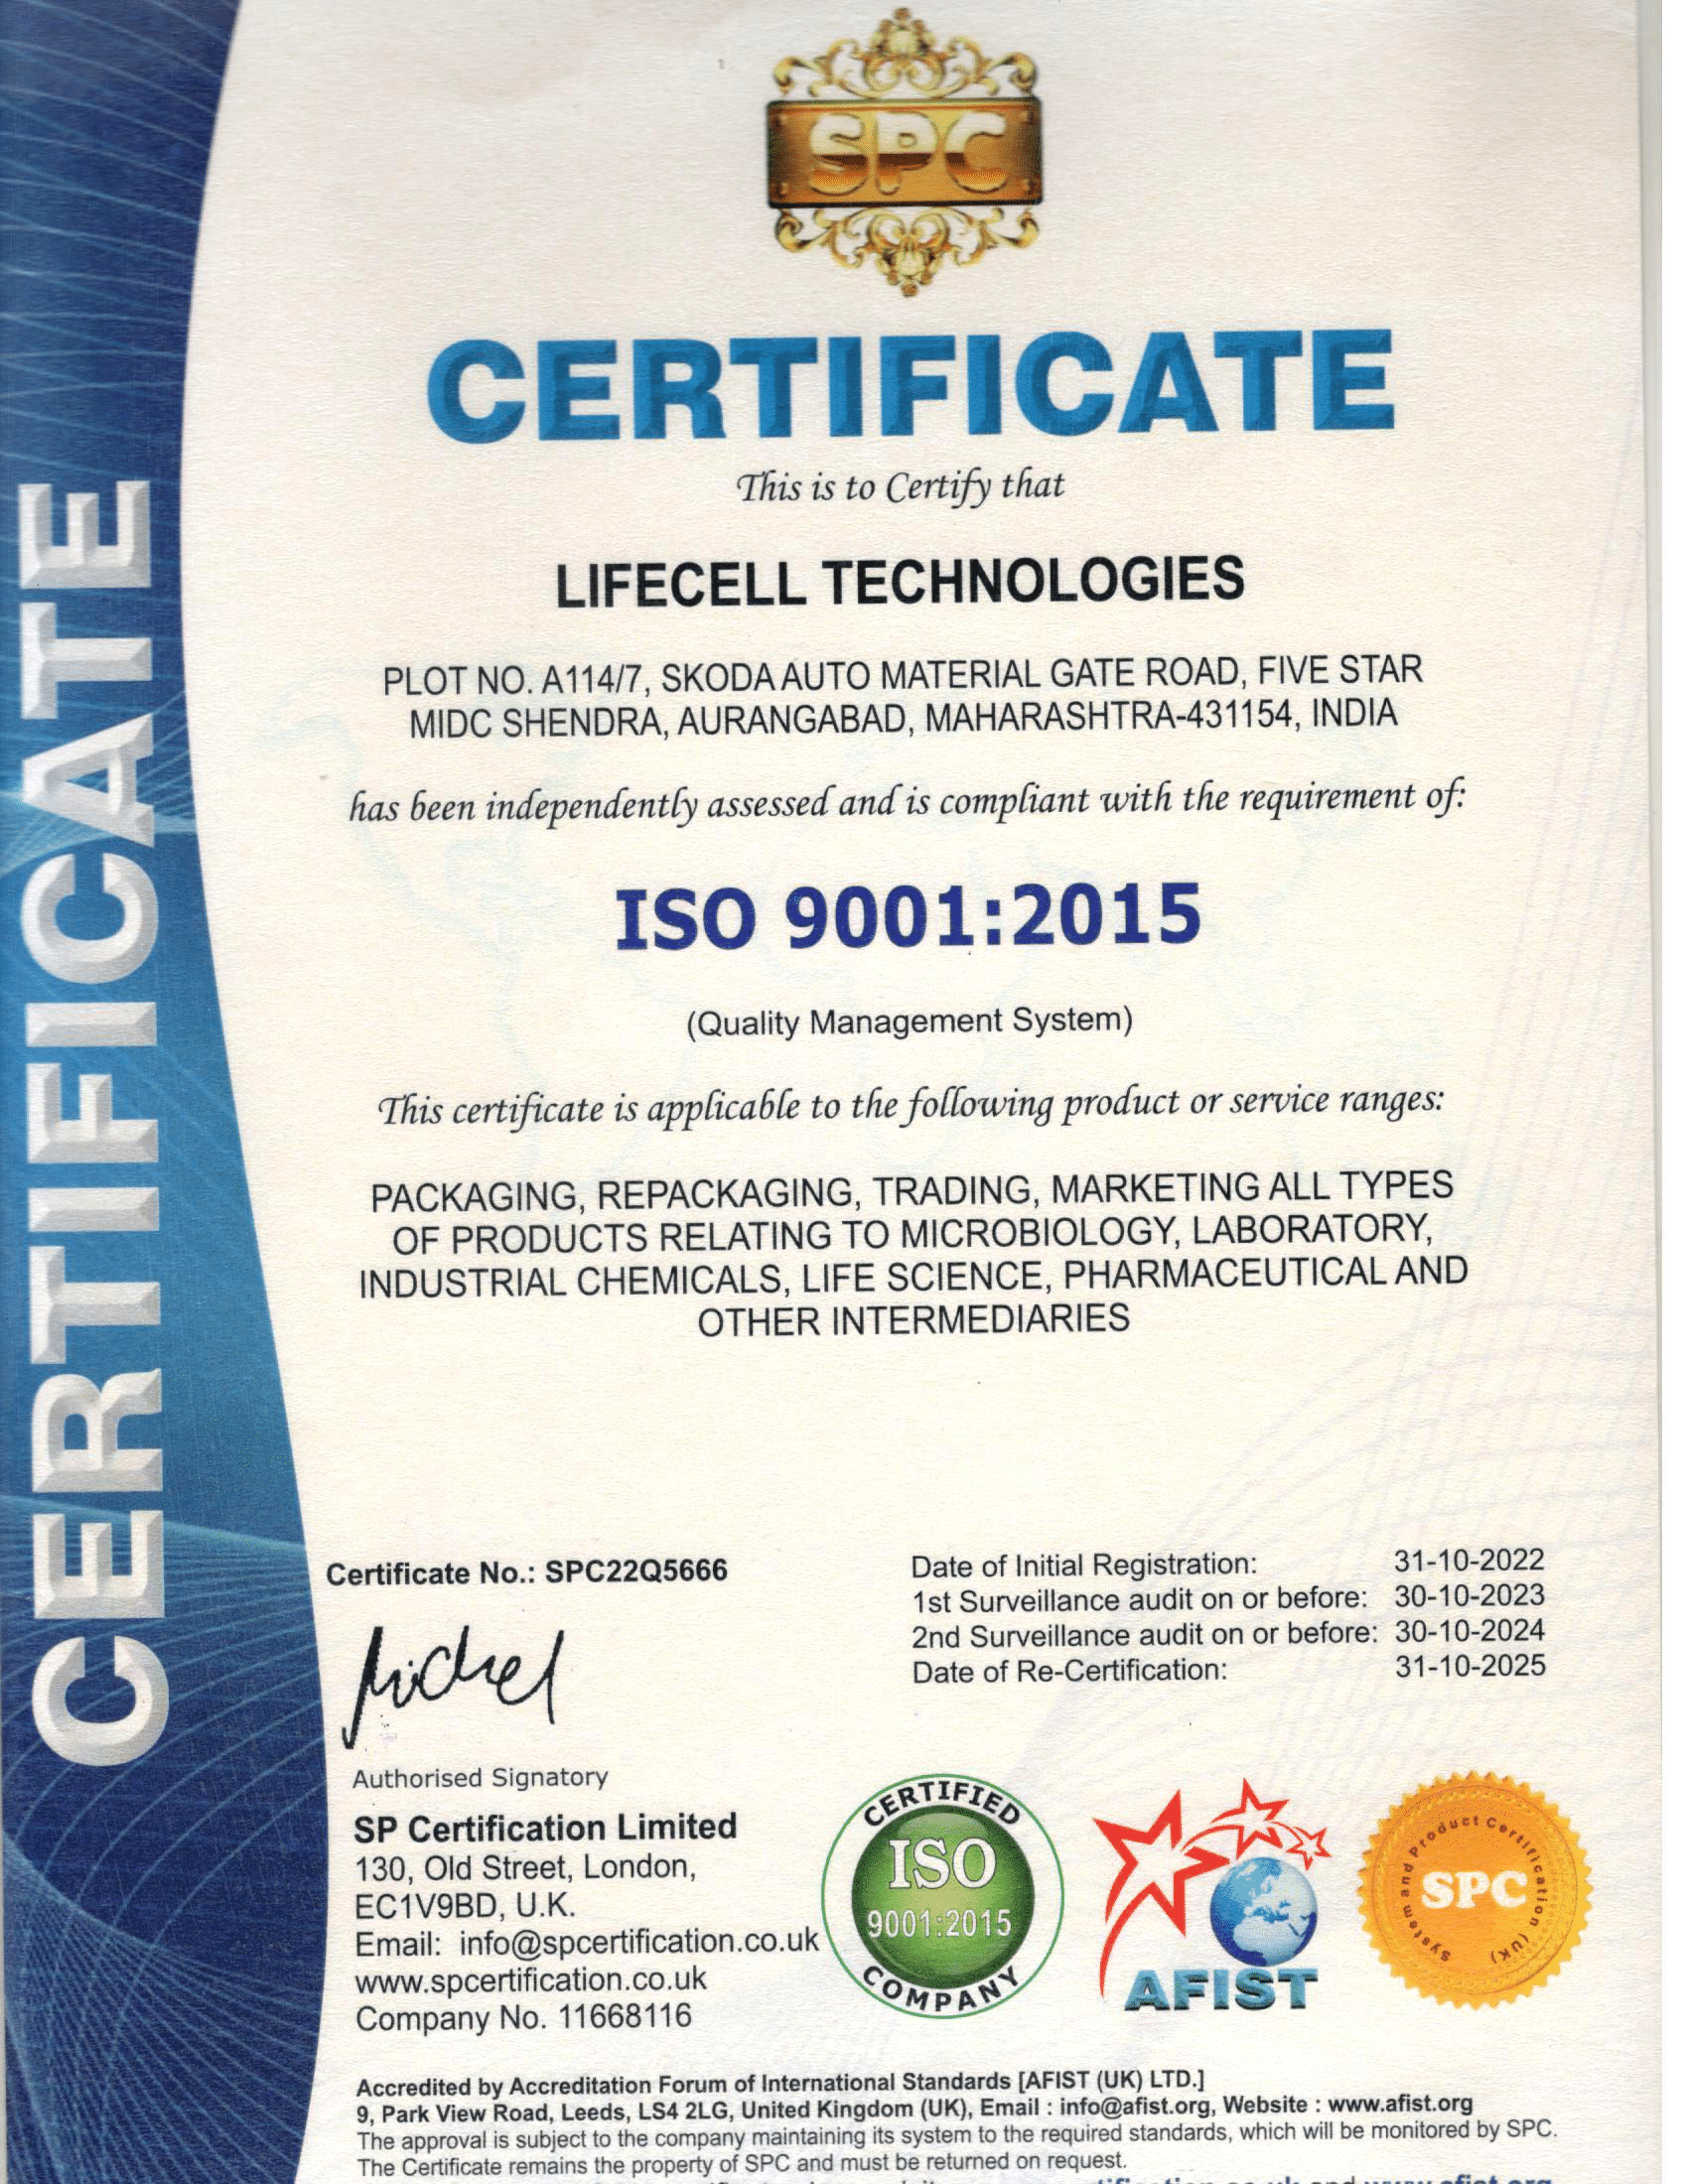 SPC
CERTIFICATE
CERTIFICATE
This is to Certify that
LIFECELL TECHNOLOGIES
PLOT NO. A114/7, SKODA AUTO MATERIAL GATE ROAD, FIVE STAR
MIDC SHENDRA, AURANGABAD, MAHARASHTRA-431154, INDIA
has been independently assessed and is compliant with the requirement of:
ISO 9001:2015
(Quality Management System)
This certificate is applicable to the following product or service ranges:
PACKAGING, REPACKAGING, TRADING, MARKETING ALL TYPES
OF PRODUCTS RELATING TO MICROBIOLOGY, LABORATORY,
INDUSTRIAL CHEMICALS, LIFE SCIENCE, PHARMACEUTICAL AND
OTHER INTERMEDIARIES
Certificate No.: SPC22Q5666
Date of Initial Registration: 31-10-2022
1st Surveillance audit on or before: 30-10-2023
2nd Surveillance audit on or before: 30-10-2024
Date of Re-Certification: 31-10-2025
Authorised Signatory
SP Certification Limited
130, Old Street, London,
EC1V9BD, U.K.
Email: info@spcertification.co.uk
www.spcertification.co.uk
Company No. 11668116
CERTIFIED
ISO
9001:2015
COMPANY
AFIST
System and Product Certification (UK)
SPC
Accredited by Accreditation Forum of International Standards [AFIST (UK) LTD.]
9, Park View Road, Leeds, LS4 2LG, United Kingdom (UK), Email : info@afist.org, Website : www.afist.org
The approval is subject to the company maintaining its system to the required standards, which will be monitored by SPC.
The Certificate remains the property of SPC and must be returned on request.